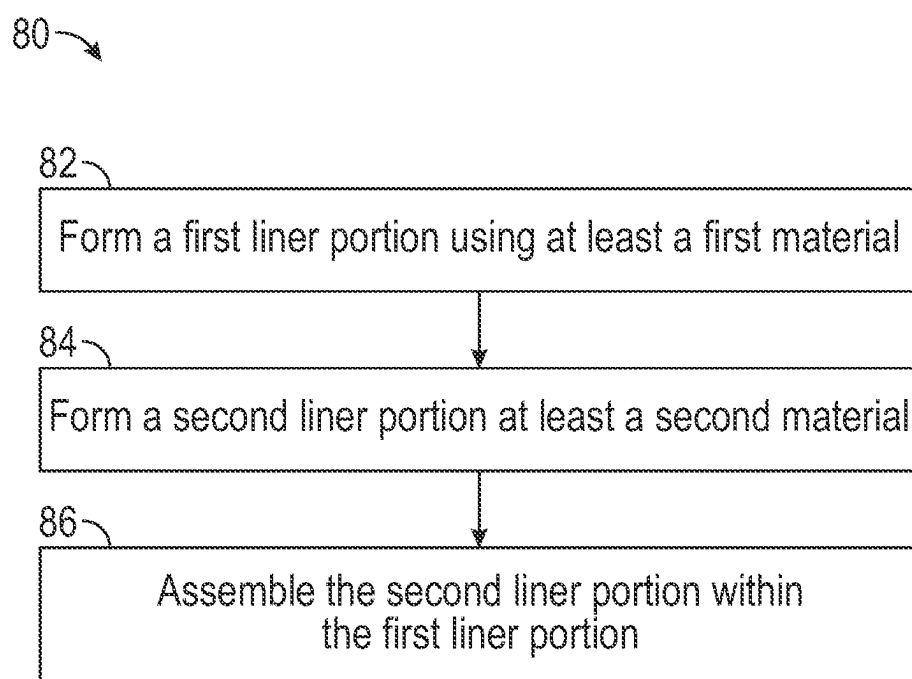 80
82
Form a first liner portion using at least a first material
84
Form a second liner portion at least a second material
86
Assemble the second liner portion within
the first liner portion